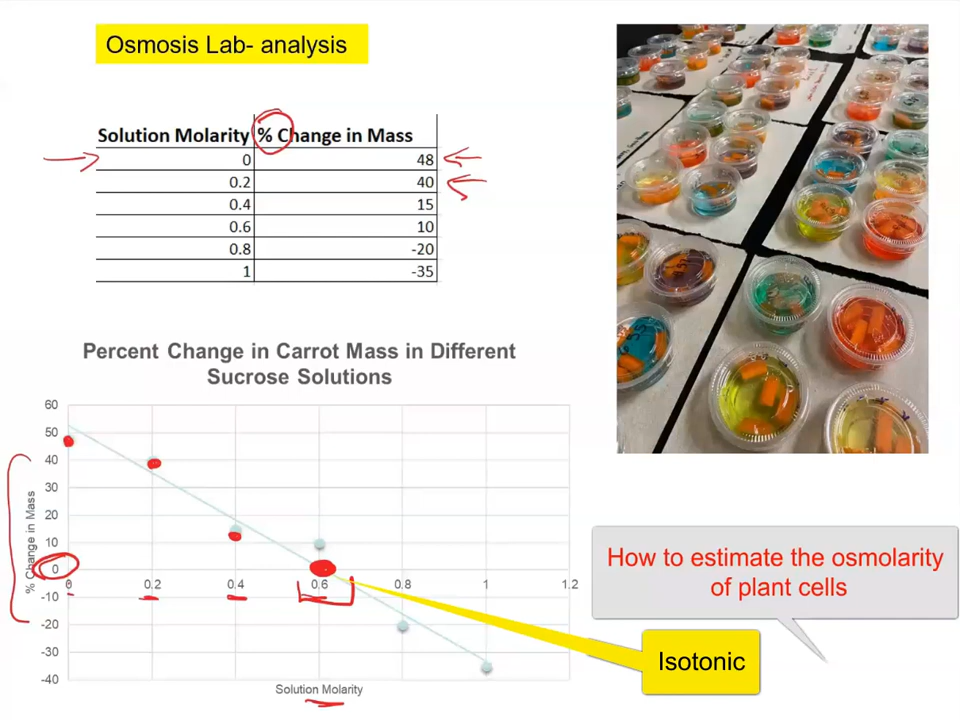 Osmosis Lab- analysis
Solution Molarity % Change in Mass
0 48
0.2 40
0.4 15
0.6 10
0.8 -20
1 -35
Percent Change in Carrot Mass in Different
Sucrose Solutions
60
50
40
30
20
10
0
-10
-20
-30
-40
% Change in Mass
0 0.2 0.4 0.6 0.8 1 1.2
Solution Molarity
How to estimate the osmolarity
of plant cells
Isotonic